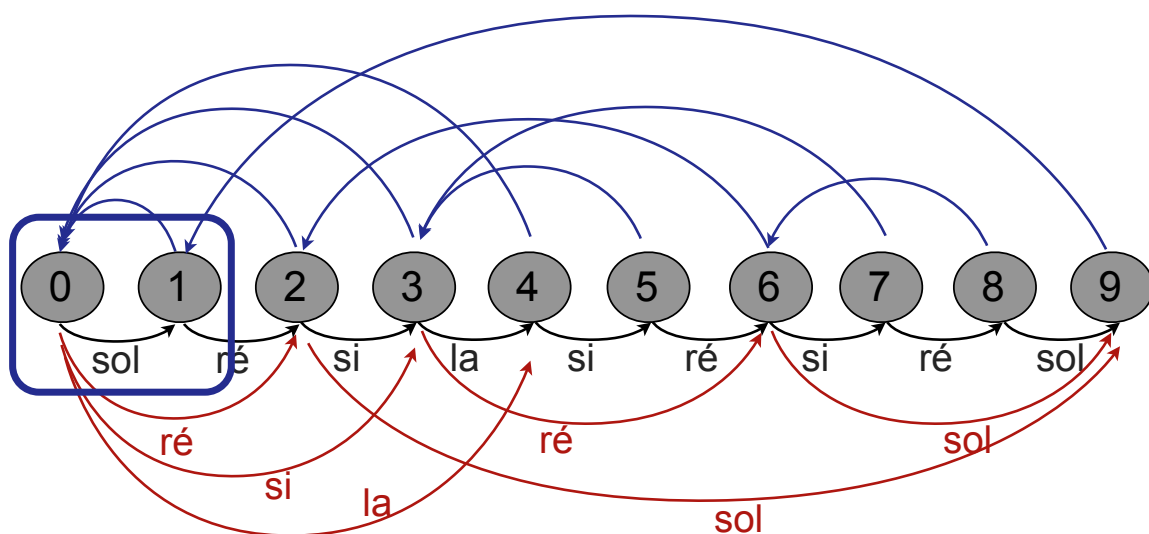 0 1 2 3 4 5 6 7 8 9
sol ré si la si ré si ré sol
ré ré sol
si
la sol